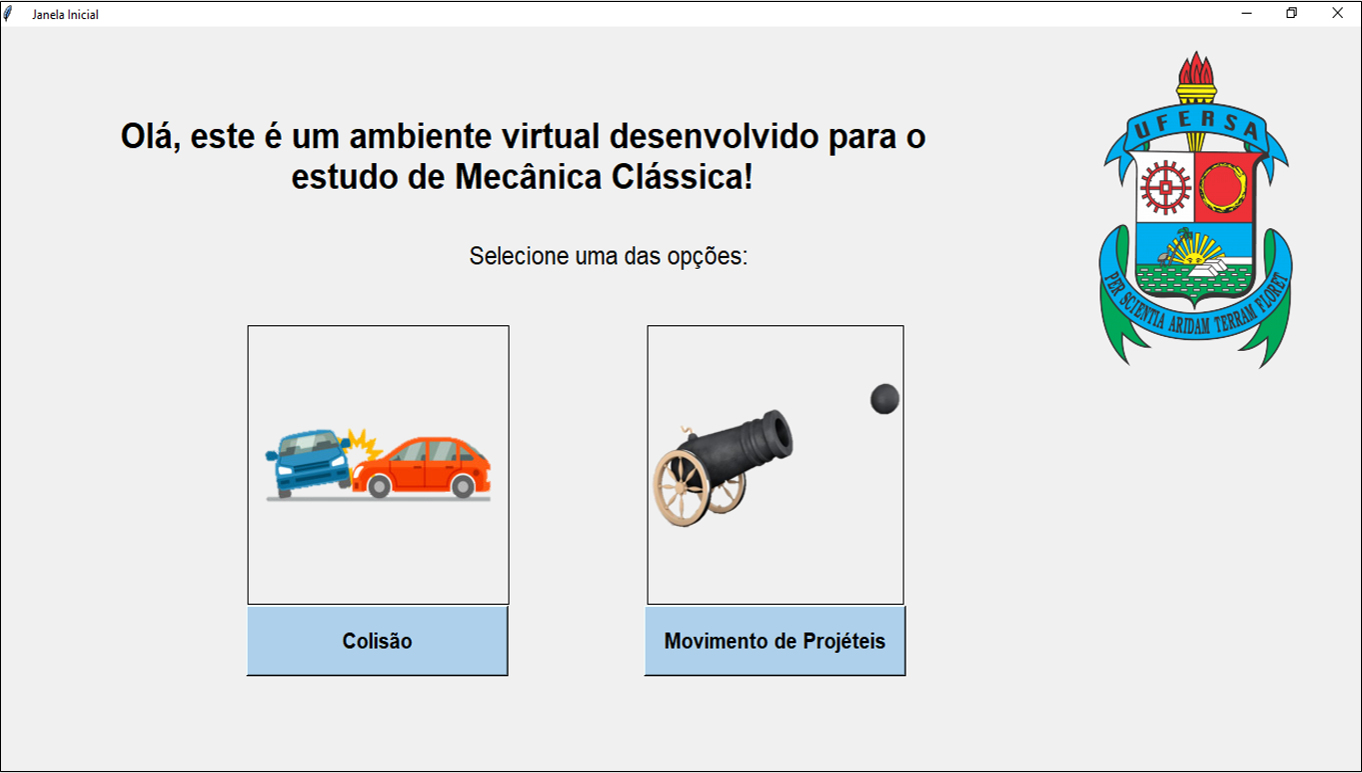 Janela Inicial
Olá, este é um ambiente virtual desenvolvido para o
estudo de Mecânica Clássica!
Selecione uma das opções:
UFERSA
PER SCIENTIA ARIDAM TERRAM FLORET
Colisão
Movimento de Projéteis